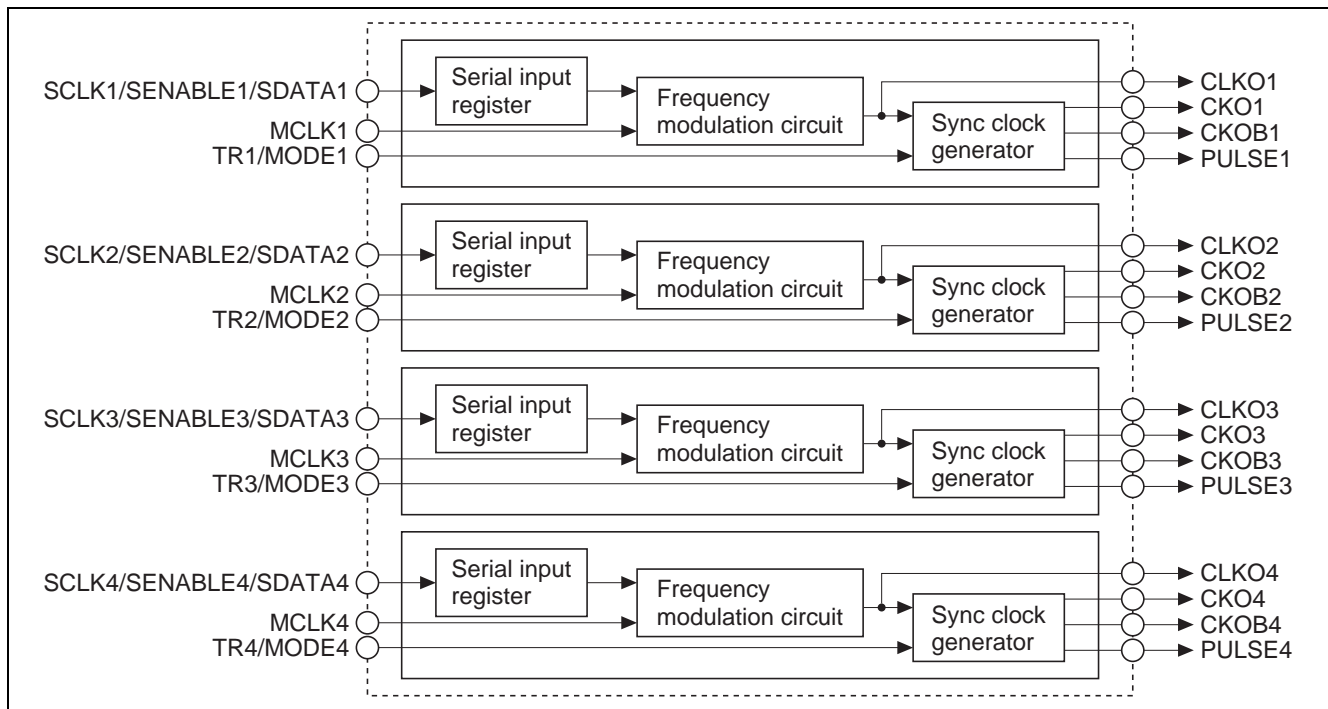 SCLK1/SENABLE1/SDATA1
MCLK1
TR1/MODE1
Serial input
register
Frequency
modulation circuit
Sync clock
generator
CLKO1
CKO1
CKOB1
PULSE1
SCLK2/SENABLE2/SDATA2
MCLK2
TR2/MODE2
Serial input
register
Frequency
modulation circuit
Sync clock
generator
CLKO2
CKO2
CKOB2
PULSE2
SCLK3/SENABLE3/SDATA3
MCLK3
TR3/MODE3
Serial input
register
Frequency
modulation circuit
Sync clock
generator
CLKO3
CKO3
CKOB3
PULSE3
SCLK4/SENABLE4/SDATA4
MCLK4
TR4/MODE4
Serial input
register
Frequency
modulation circuit
Sync clock
generator
CLKO4
CKO4
CKOB4
PULSE4